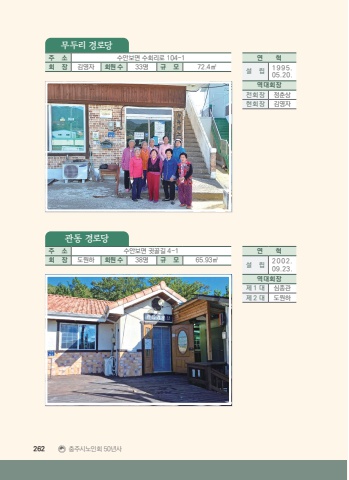 무두리 경로당
주 소 수안보면 수회리로 104-1
회 장 김영자 회원수 33명 규 모 72.4㎡
연 혁
설 립 1995. 05.20.
역대회장
전회장 정춘삼
현회장 김영자
관동 경로당
주 소 수안보면 귓골길 4-1
회 장 도원하 회원수 38명 규 모 65.93㎡
연 혁
설 립 2002. 09.23.
역대회장
제1대 심종관
제2대 도원하
262 충주시노인회 50년사